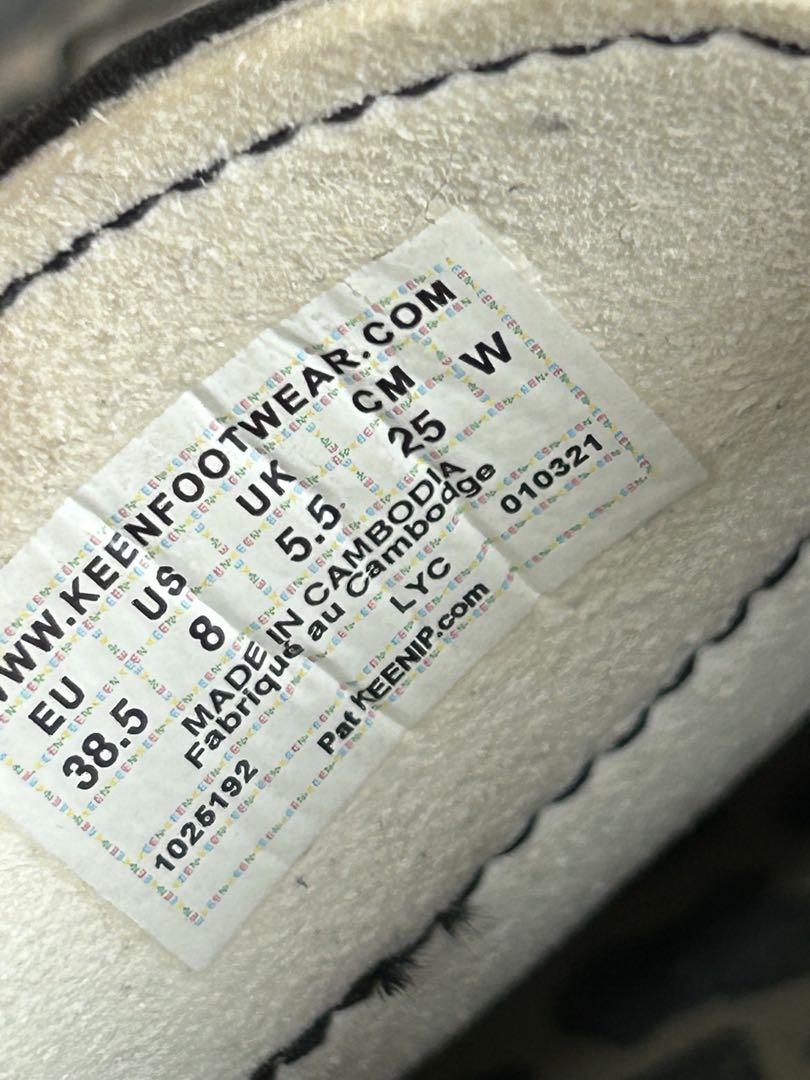 WWW.KEENFOOTWEAR.COM
EU US UK CM W
38.5 8 5.5 25
MADE IN CAMBODIA
Fabriqué au Cambodge
1025192 LYC 010321
Pat KEENIP.com